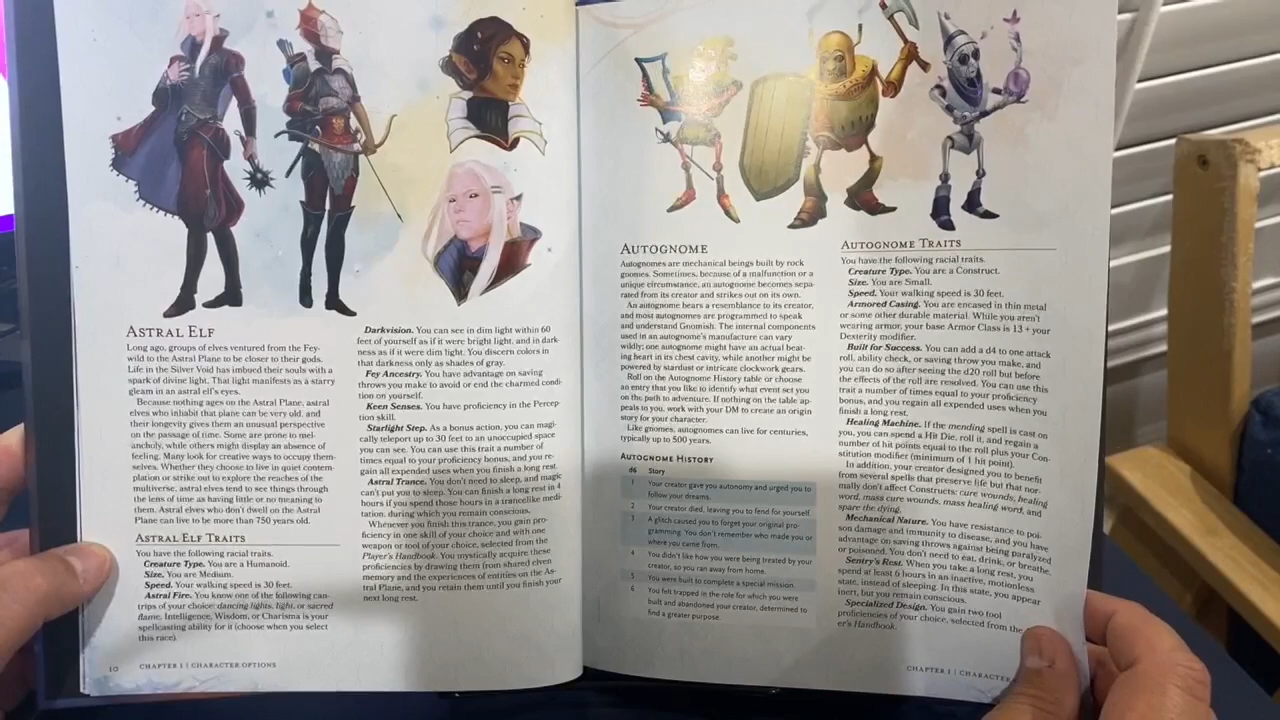 ASTRAL ELF
Long ago, groups of elves ventured from the Fey-
wild to the Astral Plane to be closer to their gods.
Life in the Silver Void has imbued their souls with a
spark of divine light. That light manifests as a starry
gleam in an astral elf's eyes.
Because nothing ages on the Astral Plane, astral
elves who inhabit that plane can be very old, and
their longevity gives them an unusual perspective
on the passage of time. Some are prone to mel-
ancholy, while others might display an absence of
feeling. Many look for creative ways to occupy them-
selves. Whether they choose to live in quiet contem-
plation or strike out to explore the reaches of the
multiverse, astral elves tend to see things through
the lens of time as having little or no meaning to
them. Astral elves who don't dwell on the Astral
Plane can live to be more than 750 years old.
ASTRAL ELF TRAITS
You have the following racial traits.
Creature Type. You are a Humanoid.
Size. You are Medium.
Speed. Your walking speed is 30 feet.
Astral Fire. You know one of the following can-
trips of your choice: dancing lights, light, or sacred
flame. Intelligence, Wisdom, or Charisma is your
spellcasting ability for it (choose when you select
this race).
Darkvision. You can see in dim light within 60
feet of yourself as if it were bright light, and in dark-
ness as if it were dim light. You discern colors in
that darkness only as shades of gray.
Fey Ancestry. You have advantage on saving
throws you make to avoid or end the charmed condi-
tion on yourself.
Keen Senses. You have proficiency in the Percep-
tion skill.
Starlight Step. As a bonus action, you can magi-
cally teleport up to 30 feet to an unoccupied space
you can see. You can use this trait a number of
times equal to your proficiency bonus, and you re-
gain all expended uses when you finish a long rest.
Astral Trance. You don't need to sleep, and magic
can't put you to sleep. You can finish a long rest in 4
hours if you spend those hours in a trancelike medi-
tation, during which you remain conscious.
Whenever you finish this trance, you gain pro-
ficiency in one skill of your choice and with one
weapon or tool of your choice, selected from the
Player's Handbook. You mystically acquire these
proficiencies by drawing them from shared elven
memory and the experiences of entities on the As-
tral Plane, and you retain them until you finish your
next long rest.
10 CHAPTER 1 | CHARACTER OPTIONS
AUTOGNOME
Autognomes are mechanical beings built by rock
gnomes. Sometimes, because of a malfunction or a
unique circumstance, an autognome becomes sepa-
rated from its creator and strikes out on its own.
An autognome bears a resemblance to its creator,
and most autognomes are programmed to speak
and understand Gnomish. The internal components
used in an autognome's manufacture can vary
wildly; one autognome might have an actual beat-
ing heart in its chest cavity, while another might be
powered by stardust or intricate clockwork gears.
Roll on the Autognome History table or choose
an entry that you like to identify what event set you
on the path to adventure. If nothing on the table ap-
peals to you, work with your DM to create an origin
story for your character.
Like gnomes, autognomes can live for centuries,
typically up to 500 years.
AUTOGNOME HISTORY
d6 Story
1 Your creator gave you autonomy and urged you to
follow your dreams.
2 Your creator died, leaving you to fend for yourself.
3 A glitch caused you to forget your original pro-
gramming. You don't remember who made you or
where you came from.
4 You didn't like how you were being treated by your
creator, so you ran away from home.
5 You were built to complete a special mission.
6 You felt trapped in the role for which you were
built and abandoned your creator, determined to
find a greater purpose.
AUTOGNOME TRAITS
You have the following racial traits.
Creature Type. You are a Construct.
Size. You are Small.
Speed. Your walking speed is 30 feet.
Armored Casing. You are encased in thin metal
or some other durable material. While you aren't
wearing armor, your base Armor Class is 13 + your
Dexterity modifier.
Built for Success. You can add a d4 to one attack
roll, ability check, or saving throw you make, and
you can do so after seeing the d20 roll but before
the effects of the roll are resolved. You can use this
trait a number of times equal to your proficiency
bonus, and you regain all expended uses when you
finish a long rest.
Healing Machine. If the mending spell is cast on
you, you can spend a Hit Die, roll it, and regain a
number of hit points equal to the roll plus your Con-
stitution modifier (minimum of 1 hit point).
In addition, your creator designed you to benefit
from several spells that preserve life but that nor-
mally don't affect Constructs: cure wounds, healing
word, mass cure wounds, mass healing word, and
spare the dying.
Mechanical Nature. You have resistance to poi-
son damage and immunity to disease, and you have
advantage on saving throws against being paralyzed
or poisoned. You don't need to eat, drink, or breathe.
Sentry's Rest. When you take a long rest, you
spend at least 6 hours in an inactive, motionless
state, instead of sleeping. In this state, you appear
inert, but you remain conscious.
Specialized Design. You gain two tool
proficiencies of your choice, selected from the
er's Handbook.
CHAPTER 1 | CHARACTER